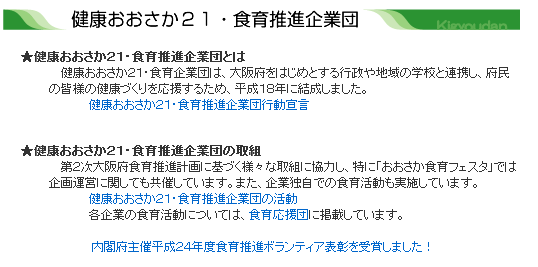 健康おおさか２１・食育推進企業団
Kigyoudan
★健康おおさか21・食育推進企業団とは
健康おおさか21・食育企業団は、大阪府をはじめとする行政や地域の学校と連携し、府民
の皆様の健康づくりを応援するため、平成18年に結成しました。
健康おおさか21・食育推進企業団行動宣言
★健康おおさか21・食育推進企業団の取組
第2次大阪府食育推進計画に基づく様々な取組に協力し、特に「おおさか食育フェスタ」では
企画運営に関しても共催しています。また、企業独自での食育活動も実施しています。
健康おおさか21・食育推進企業団の活動
各企業の食育活動については、食育応援団に掲載しています。
内閣府主催平成24年度食育推進ボランティア表彰を受賞しました！